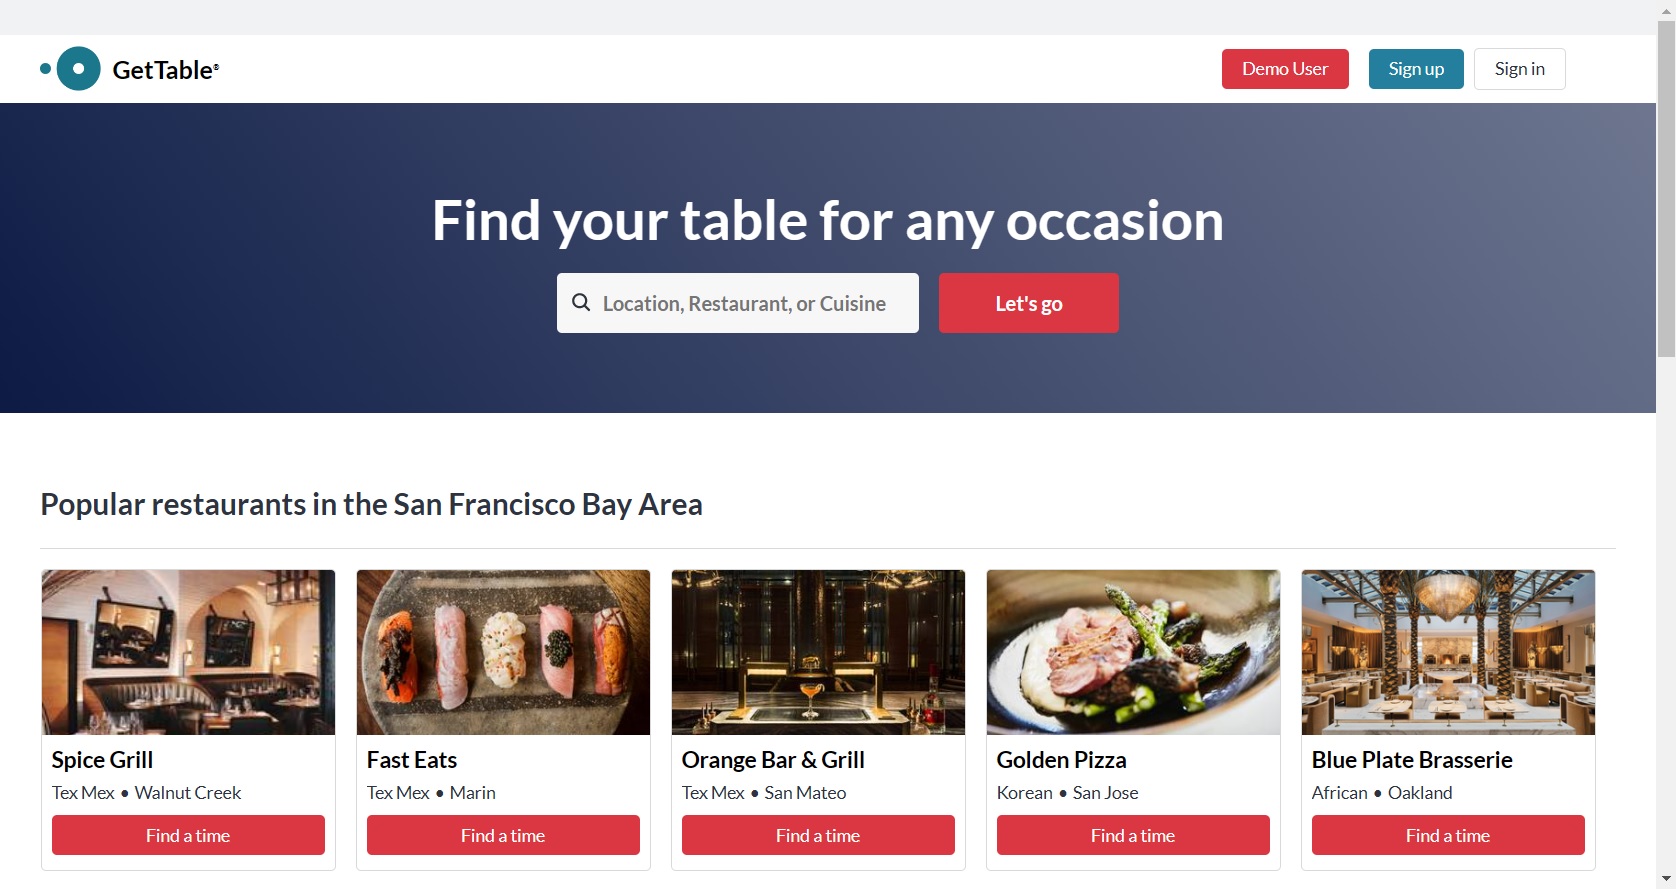 GetTable®
Demo User
Sign up
Sign in
Find your table for any occasion
Location, Restaurant, or Cuisine
Let's go
Popular restaurants in the San Francisco Bay Area
Spice Grill
Tex Mex • Walnut Creek
Find a time
Fast Eats
Tex Mex • Marin
Find a time
Orange Bar & Grill
Tex Mex • San Mateo
Find a time
Golden Pizza
Korean • San Jose
Find a time
Blue Plate Brasserie
African • Oakland
Find a time